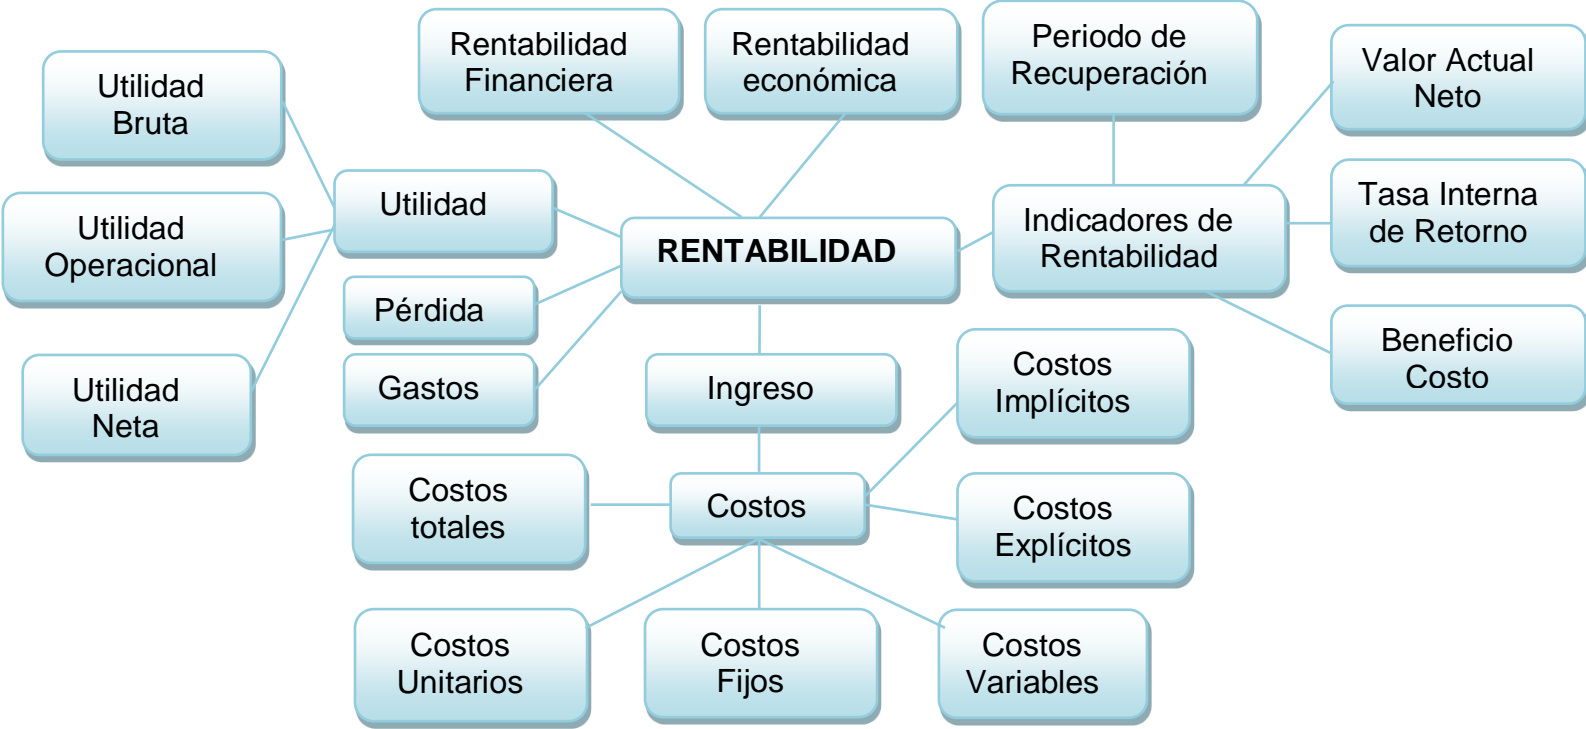 Rentabilidad
Financiera
Rentabilidad
económica
Periodo de
Recuperación
Valor Actual
Neto
Utilidad
Bruta
Utilidad
Tasa Interna
de Retorno
Utilidad
Operacional
RENTABILIDAD
Indicadores de
Rentabilidad
Pérdida
Beneficio
Costo
Utilidad
Neta
Gastos
Ingreso
Costos
Implícitos
Costos
totales
Costos
Costos
Explícitos
Costos
Unitarios
Costos
Fijos
Costos
Variables